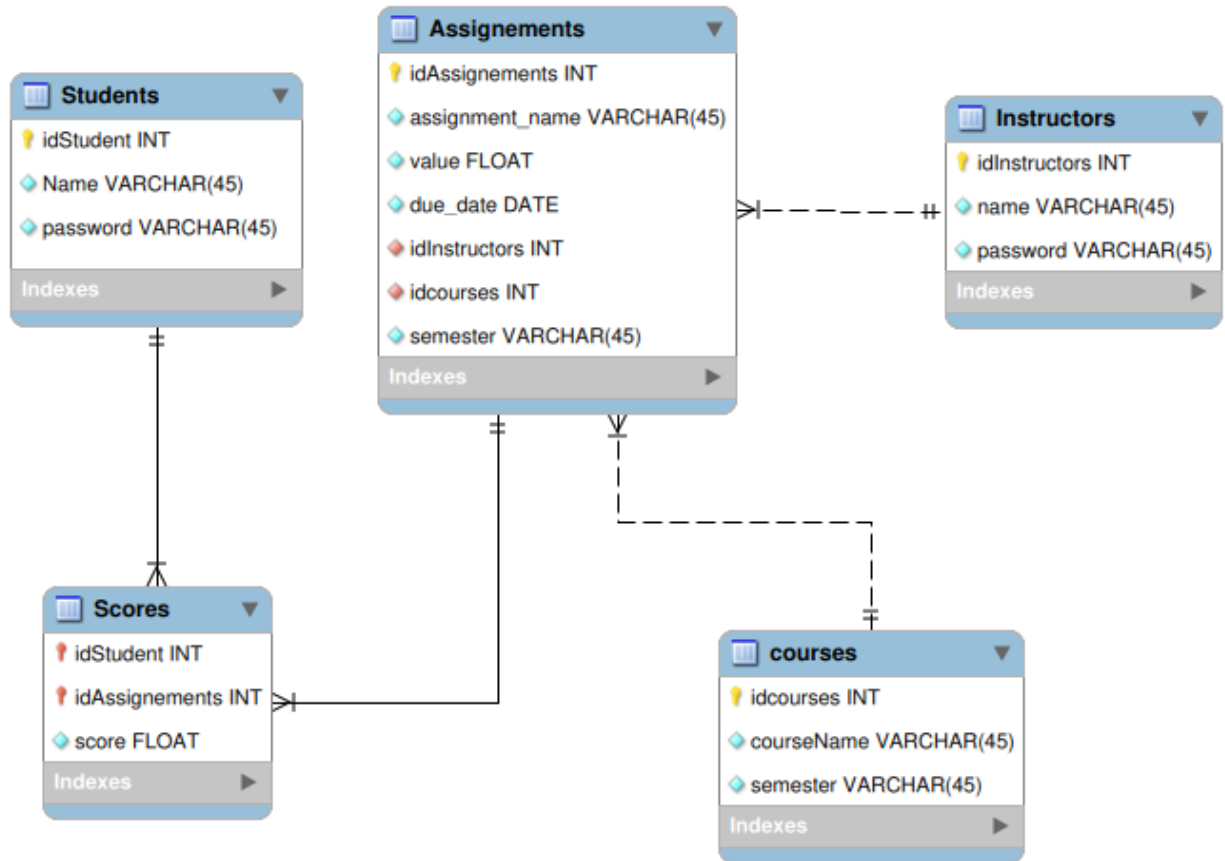 Students
idStudent INT
Name VARCHAR(45)
password VARCHAR(45)
Indexes
Assignements
idAssignements INT
assignment_name VARCHAR(45)
value FLOAT
due_date DATE
idInstructors INT
idcourses INT
semester VARCHAR(45)
Indexes
Instructors
idInstructors INT
name VARCHAR(45)
password VARCHAR(45)
Indexes
Scores
idStudent INT
idAssignements INT
score FLOAT
Indexes
courses
idcourses INT
courseName VARCHAR(45)
semester VARCHAR(45)
Indexes